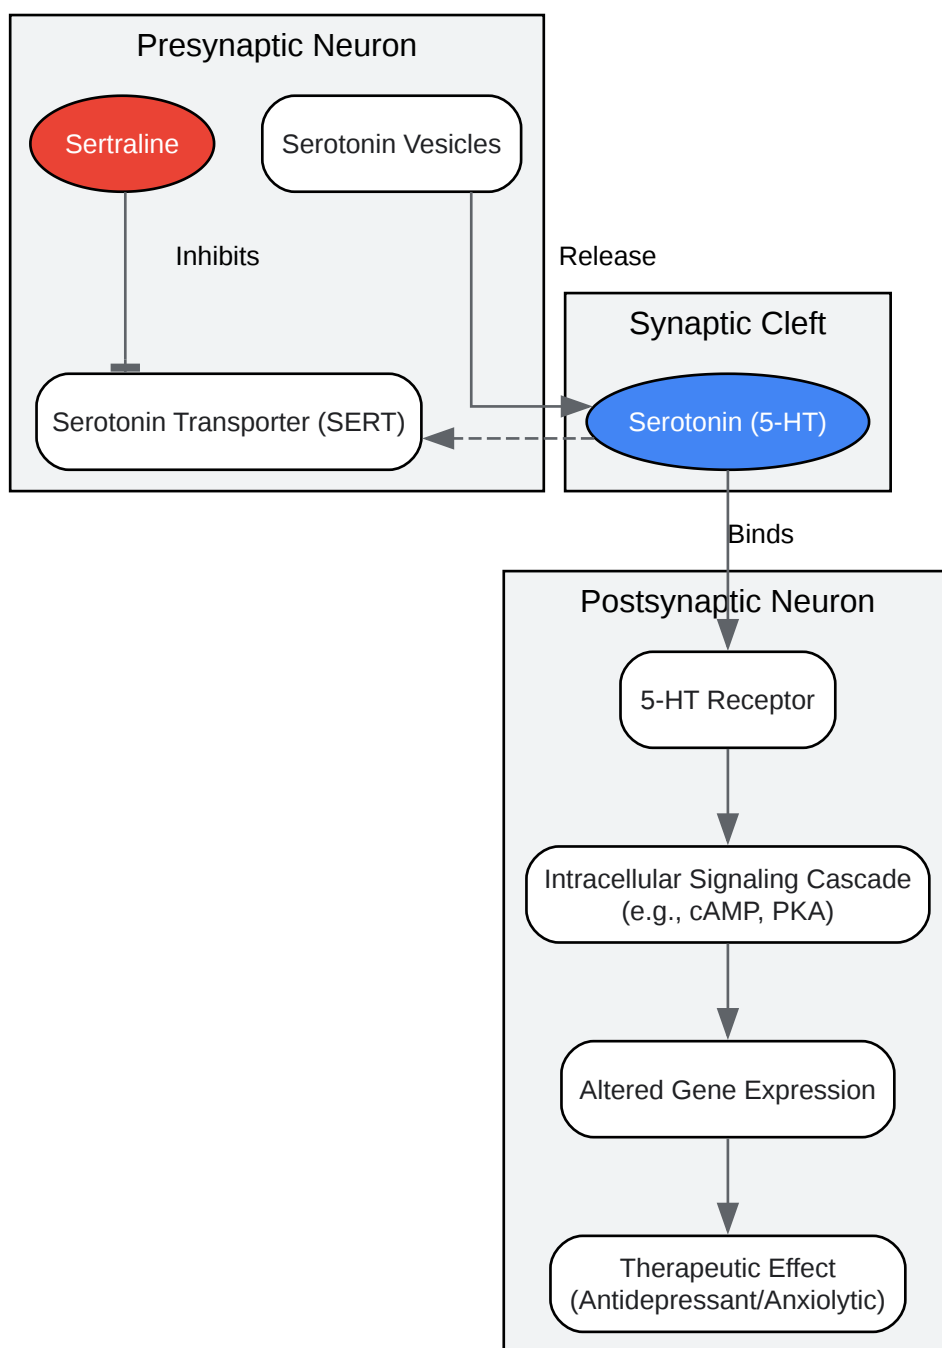 Presynaptic Neuron
Sertraline
Serotonin Vesicles
Inhibits
Release
Synaptic Cleft
Serotonin Transporter (SERT)
Serotonin (5-HT)
Binds
Postsynaptic Neuron
5-HT Receptor
Intracellular Signaling Cascade
(e.g., cAMP, PKA)
Altered Gene Expression
Therapeutic Effect
(Antidepressant/Anxiolytic)